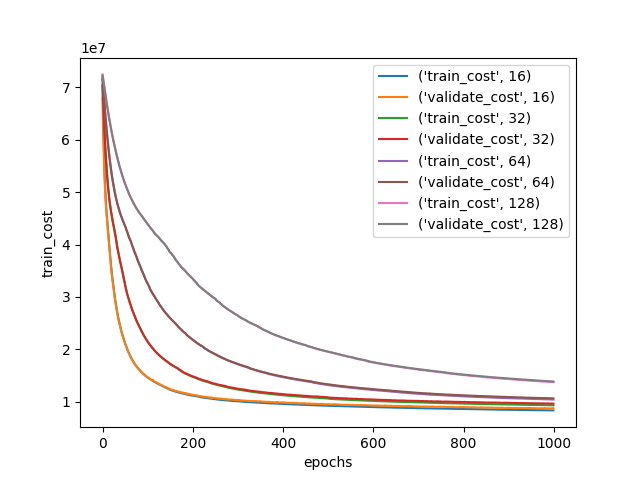 1e7
7
6
5
4
3
2
1
train_cost
0
200
400
600
800
1000
epochs
('train_cost', 16)
('validate_cost', 16)
('train_cost', 32)
('validate_cost', 32)
('train_cost', 64)
('validate_cost', 64)
('train_cost', 128)
('validate_cost', 128)